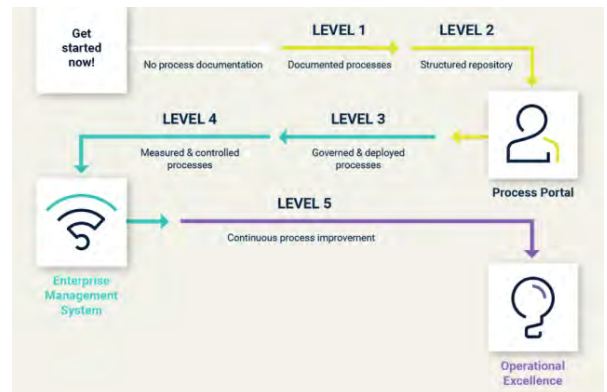 Get
started
now!
LEVEL 1
LEVEL 2
No process documentation
Documented processes
Structured repository
LEVEL 4
LEVEL 3
Measured & controlled
processes
Governed & deployed
processes
Process Portal
LEVEL 5
Continuous process improvement
Enterprise
Management
System
Operational
Excellence